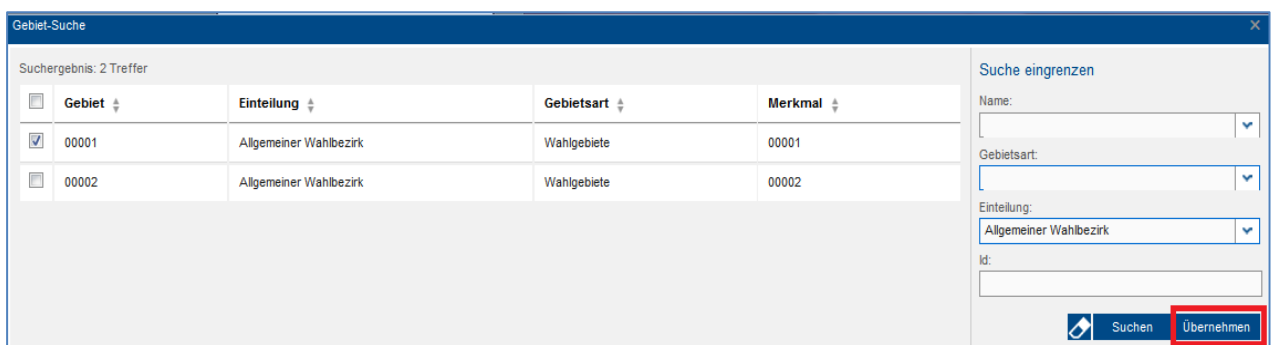 Gebiet-Suche
Suchergebnis: 2 Treffer
Gebiet Einteilung Gebietsart Merkmal
00001 Allgemeiner Wahlbezirk Wahlgebiete 00001
00002 Allgemeiner Wahlbezirk Wahlgebiete 00002
Suche eingrenzen
Name:
Gebietsart:
Einteilung:
Allgemeiner Wahlbezirk
Id:
Suchen Übernehmen